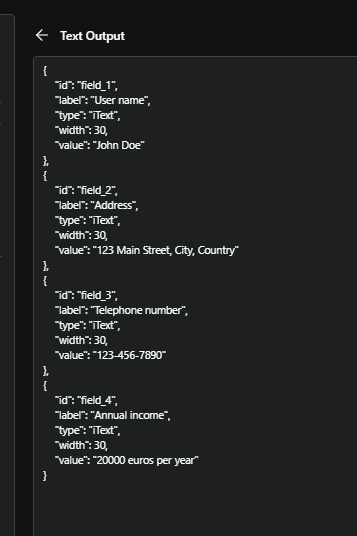 Text Output
{
"id": "field_1",
"label": "User name",
"type": "iText",
"width": 30,
"value": "John Doe"
},
{
"id": "field_2",
"label": "Address",
"type": "iText",
"width": 30,
"value": "123 Main Street, City, Country"
},
{
"id": "field_3",
"label": "Telephone number",
"type": "iText",
"width": 30,
"value": "123-456-7890"
},
{
"id": "field_4",
"label": "Annual income",
"type": "iText",
"width": 30,
"value": "20000 euros per year"
}